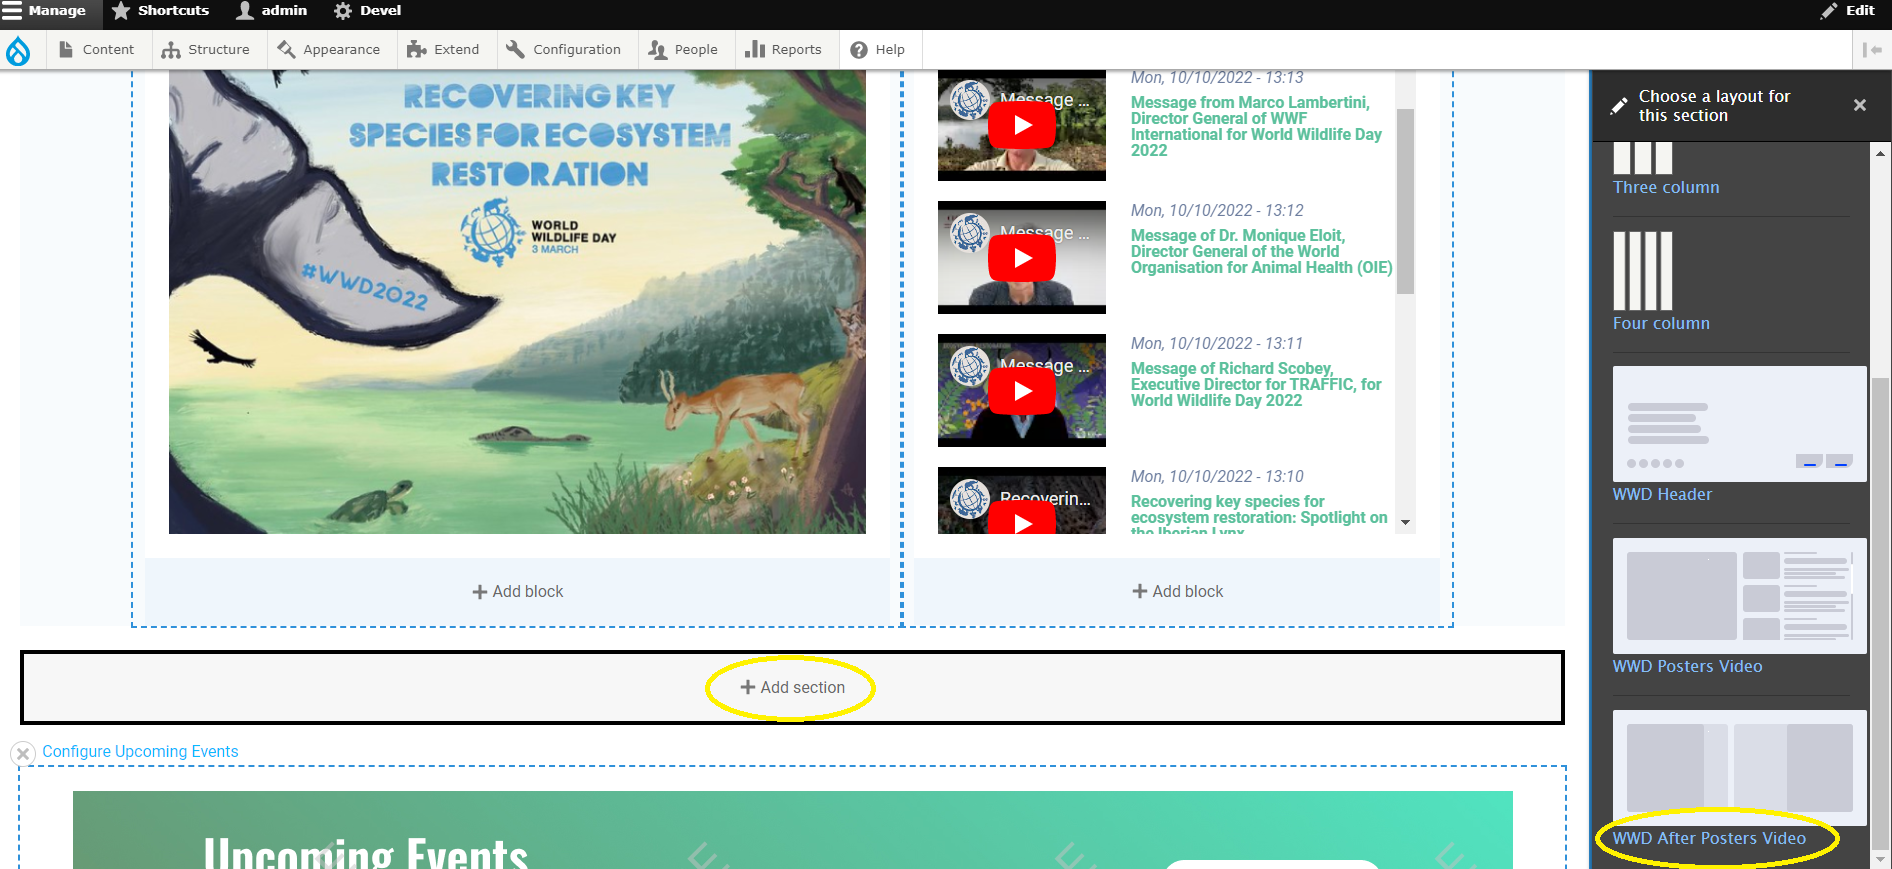 Manage
Shortcuts
admin
Devel
Edit
Content
Structure
Appearance
Extend
Configuration
People
Reports
Help
RECOVERING KEY
SPECIES FOR ECOSYSTEM
RESTORATION
WORLD
WILDLIFE DAY
3 MARCH
#WWD2022
Message ...
Mon, 10/10/2022 - 13:13
Message from Marco Lambertini,
Director General of WWF
International for World Wildlife Day
2022
Message ...
Mon, 10/10/2022 - 13:12
Message of Dr. Monique Eloit,
Director General of the World
Organisation for Animal Health (OIE)
Message ...
Mon, 10/10/2022 - 13:11
Message of Richard Scobey,
Executive Director for TRAFFIC, for
World Wildlife Day 2022
Recoverin...
Mon, 10/10/2022 - 13:10
Recovering key species for
ecosystem restoration: Spotlight on
the Iberian Lynx
Add block
Add block
Add section
Configure Upcoming Events
Upcoming Events
Choose a layout for
this section
Three column
Four column
WWD Header
WWD Posters Video
WWD After Posters Video